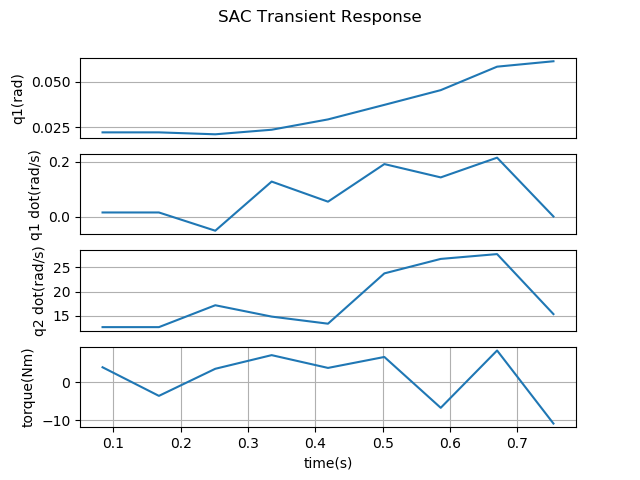 SAC Transient Response
q1(rad)
0.050
0.025
q1 dot(rad/s)
0.2
0.0
q2 dot(rad/s)
25
20
15
torque(Nm)
0
−10
0.1 0.2 0.3 0.4 0.5 0.6 0.7
time(s)